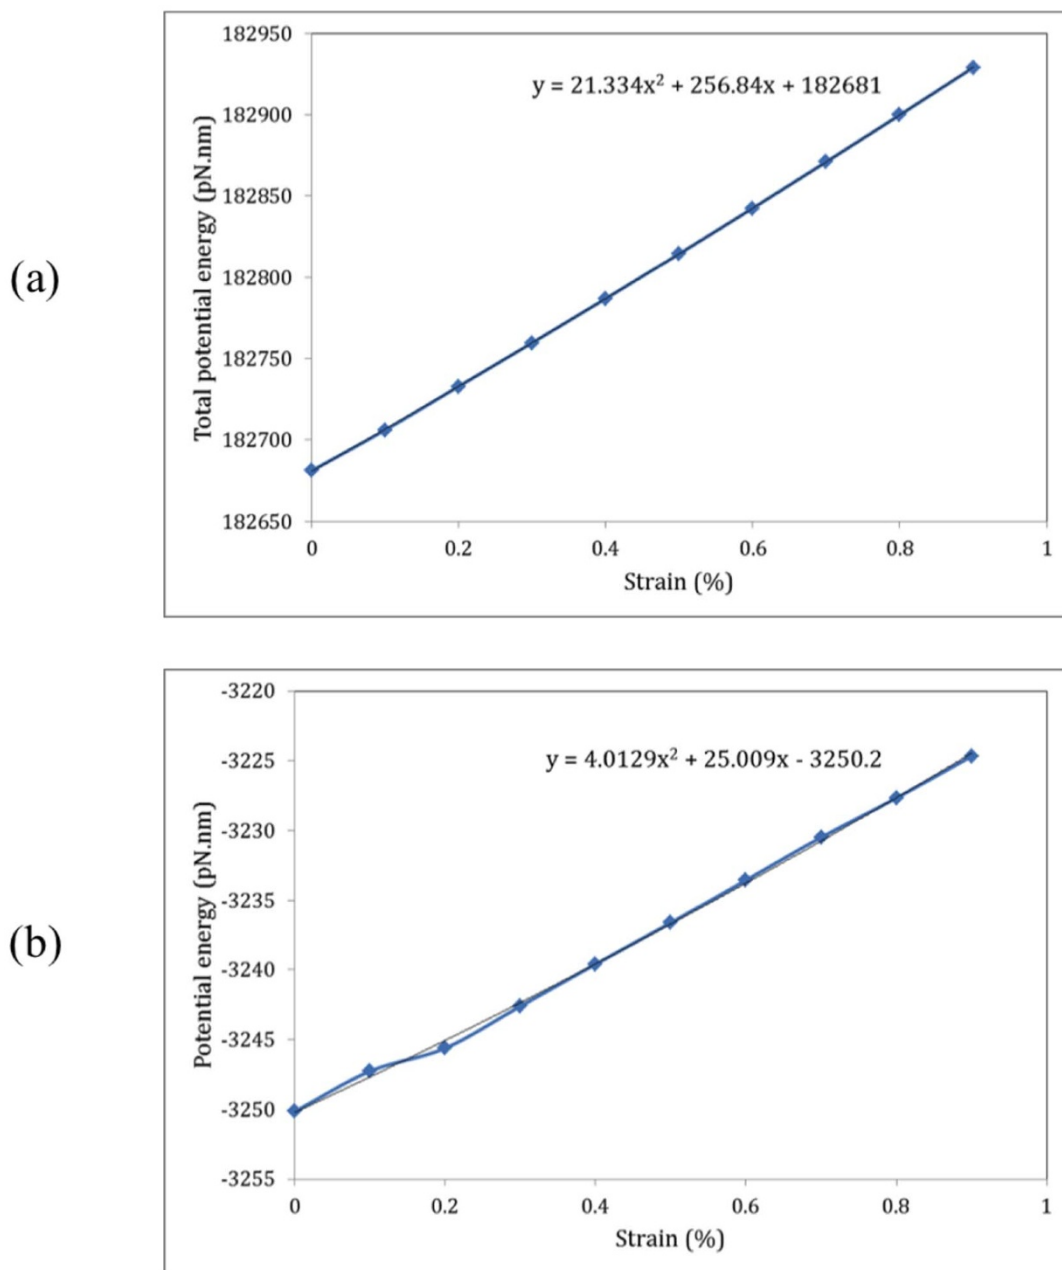 (a)
Total potential energy (pN.nm)
182950
182900
182850
182800
182750
182700
182650
y = 21.334x² + 256.84x + 182681
0 0.2 0.4 0.6 0.8 1
Strain (%)
(b)
Potential energy (pN.nm)
-3220
-3225
-3230
-3235
-3240
-3245
-3250
-3255
y = 4.0129x² + 25.009x - 3250.2
0 0.2 0.4 0.6 0.8 1
Strain (%)